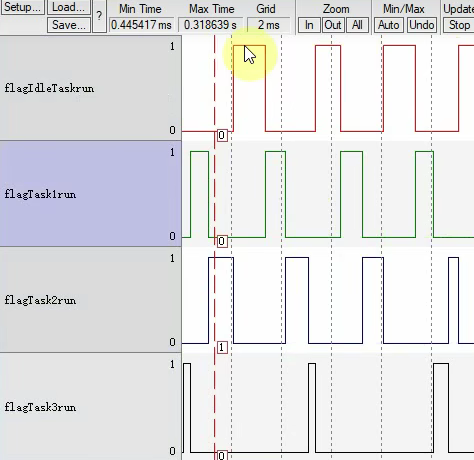 Setup... Load... Save... ? Min Time Max Time Grid Zoom Min/Max Update
0.445417 ms 0.318639 s 2 ms In Out All Auto Undo Stop
1
flagIdleTaskrun
0
0
1
flagTask1run
0
0
1
flagTask2run
0
1
1
flagTask3run
0
0